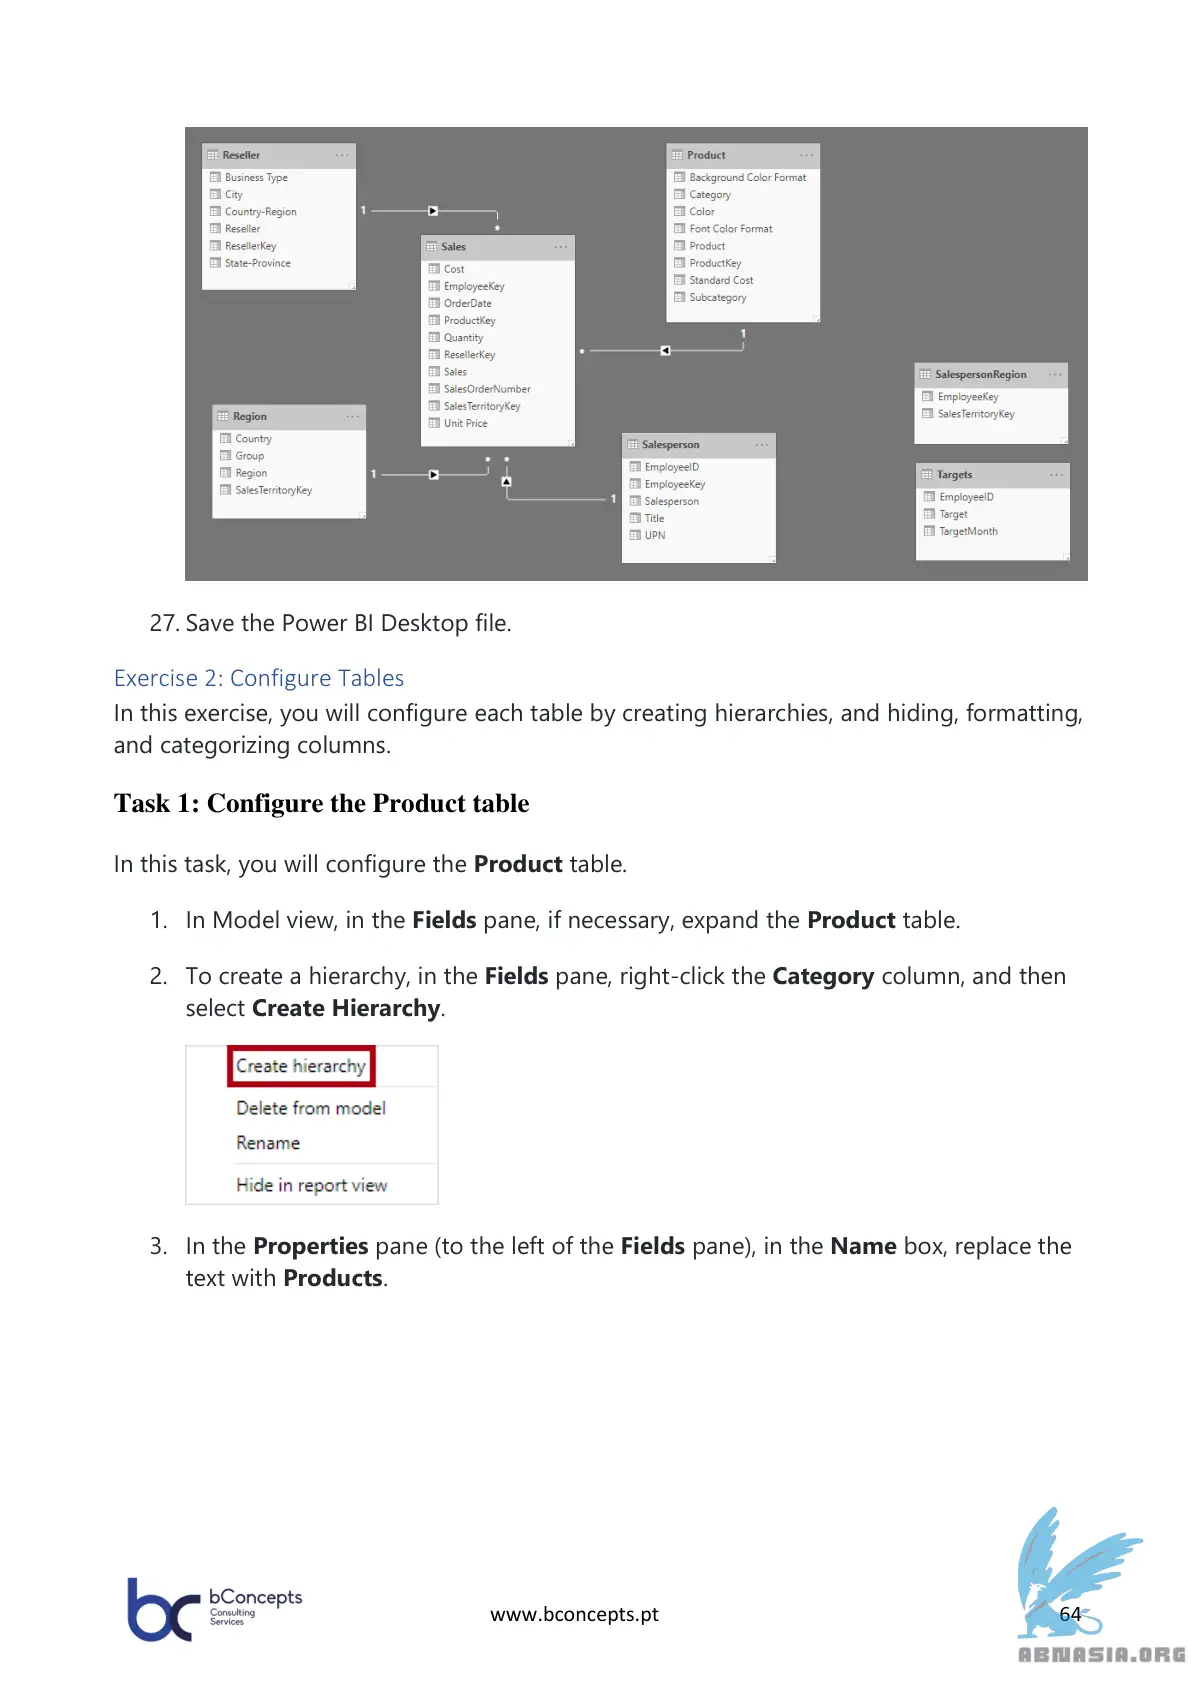 Reseller
Business Type
City
Country-Region
Reseller
ResellerKey
State-Province
1
*
Product
Background Color Format
Category
Color
Font Color Format
Product
ProductKey
Standard Cost
Subcategory
1
*
Sales
Cost
EmployeeKey
OrderDate
ProductKey
Quantity
ResellerKey
Sales
SalesOrderNumber
SalesTerritoryKey
Unit Price
SalespersonRegion
EmployeeKey
SalesTerritoryKey
Region
Country
Group
Region
SalesTerritoryKey
1
* *
1
Salesperson
EmployeeID
EmployeeKey
Salesperson
Title
UPN
Targets
EmployeeID
Target
TargetMonth
27. Save the Power BI Desktop file.
Exercise 2: Configure Tables
In this exercise, you will configure each table by creating hierarchies, and hiding, formatting,
and categorizing columns.
Task 1: Configure the Product table
In this task, you will configure the Product table.
1. In Model view, in the Fields pane, if necessary, expand the Product table.
2. To create a hierarchy, in the Fields pane, right-click the Category column, and then
select Create Hierarchy.
Create hierarchy
Delete from model
Rename
Hide in report view
3. In the Properties pane (to the left of the Fields pane), in the Name box, replace the
text with Products.
bc bConcepts
Consulting
Services
www.bconcepts.pt
64
ABNASIA.ORG